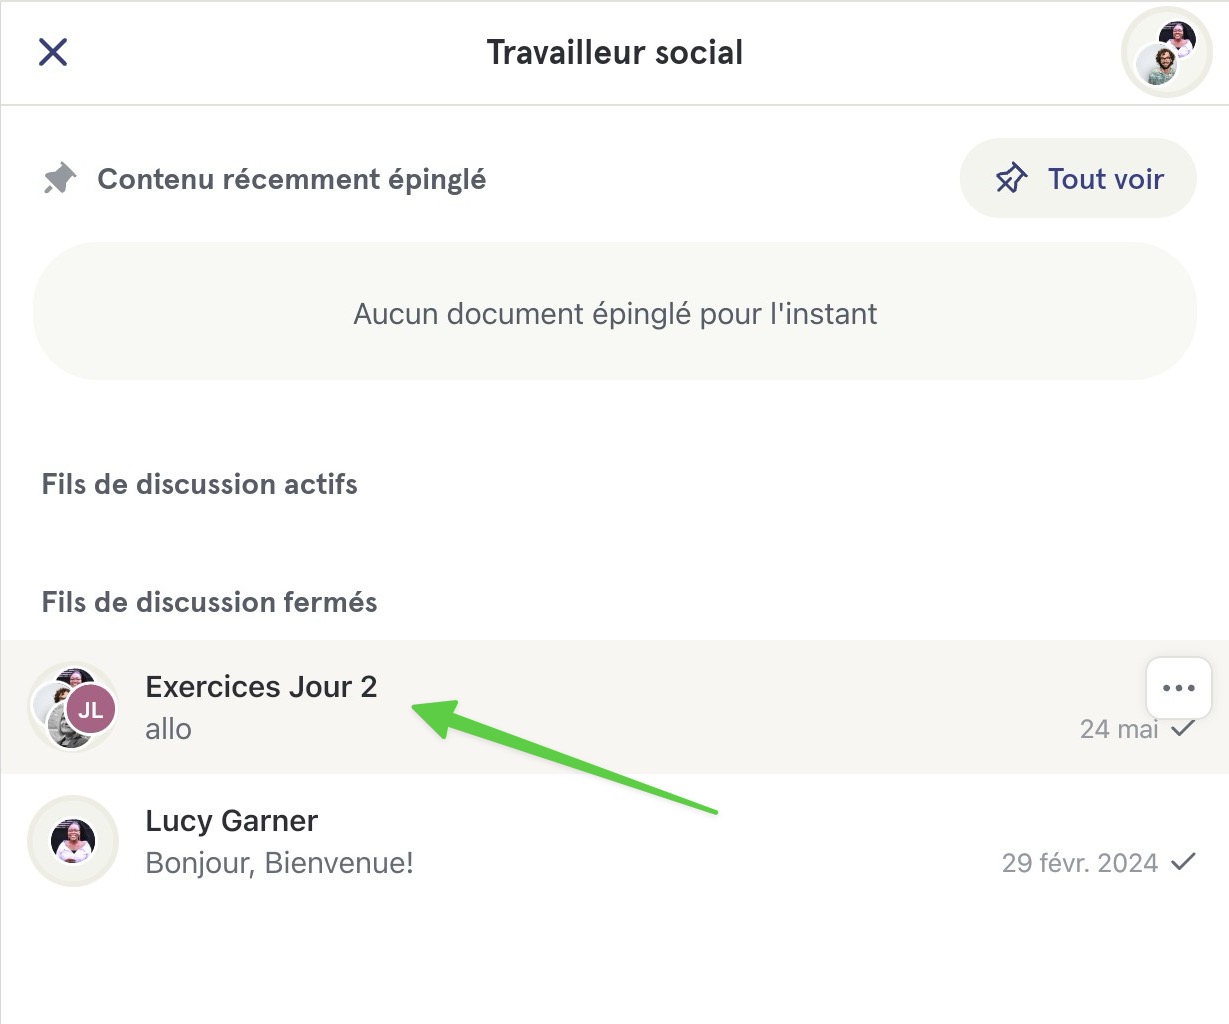 Travailleur social
Contenu récemment épinglé
Tout voir
Aucun document épinglé pour l'instant
Fils de discussion actifs
Fils de discussion fermés
Exercices Jour 2
JL
allo
24 mai
Lucy Garner
Bonjour, Bienvenue!
29 févr. 2024